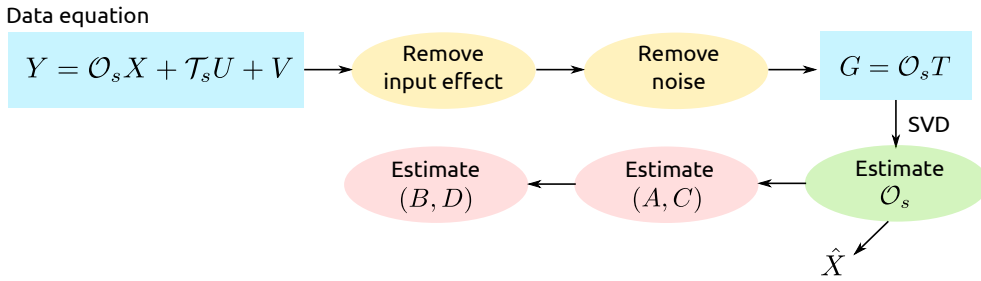 Data equation
Y = 𝒪ₛX + 𝒯ₛU + V
Remove
input effect
Remove
noise
G = 𝒪ₛT
SVD
Estimate
𝒪ₛ
Estimate
(A, C)
Estimate
(B, D)
X̂